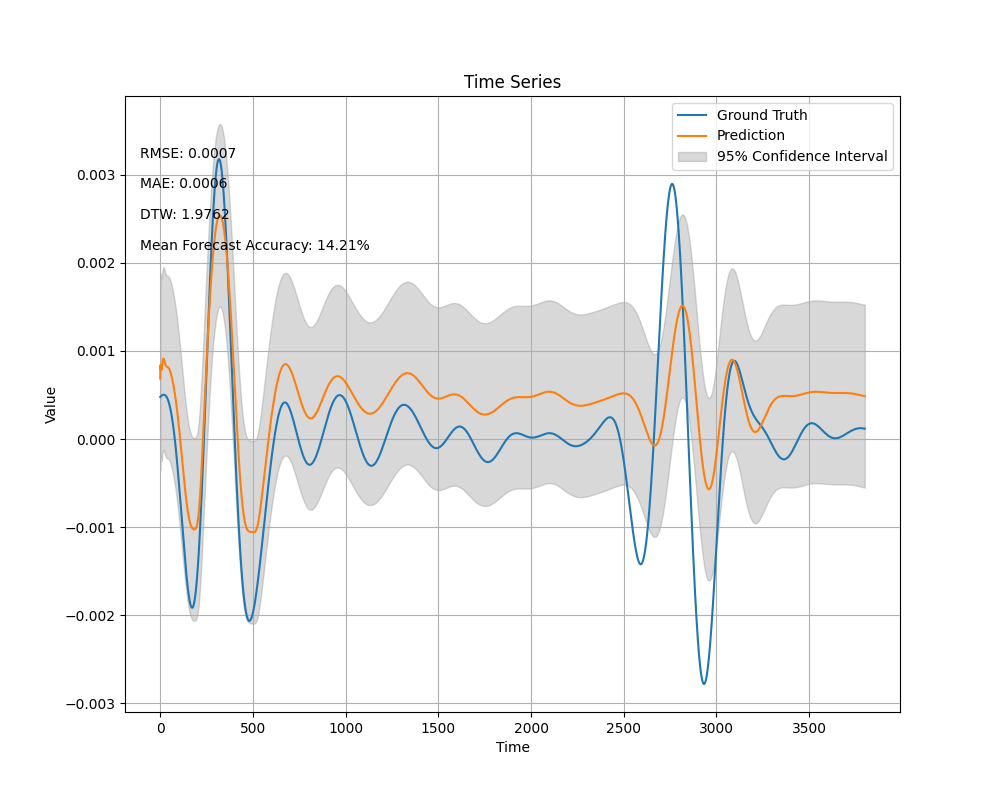 Time Series
Ground Truth
Prediction
95% Confidence Interval
RMSE: 0.0007
MAE: 0.0006
DTW: 1.9762
Mean Forecast Accuracy: 14.21%
Value
0.003
0.002
0.001
0.000
−0.001
−0.002
−0.003
0 500 1000 1500 2000 2500 3000 3500
Time